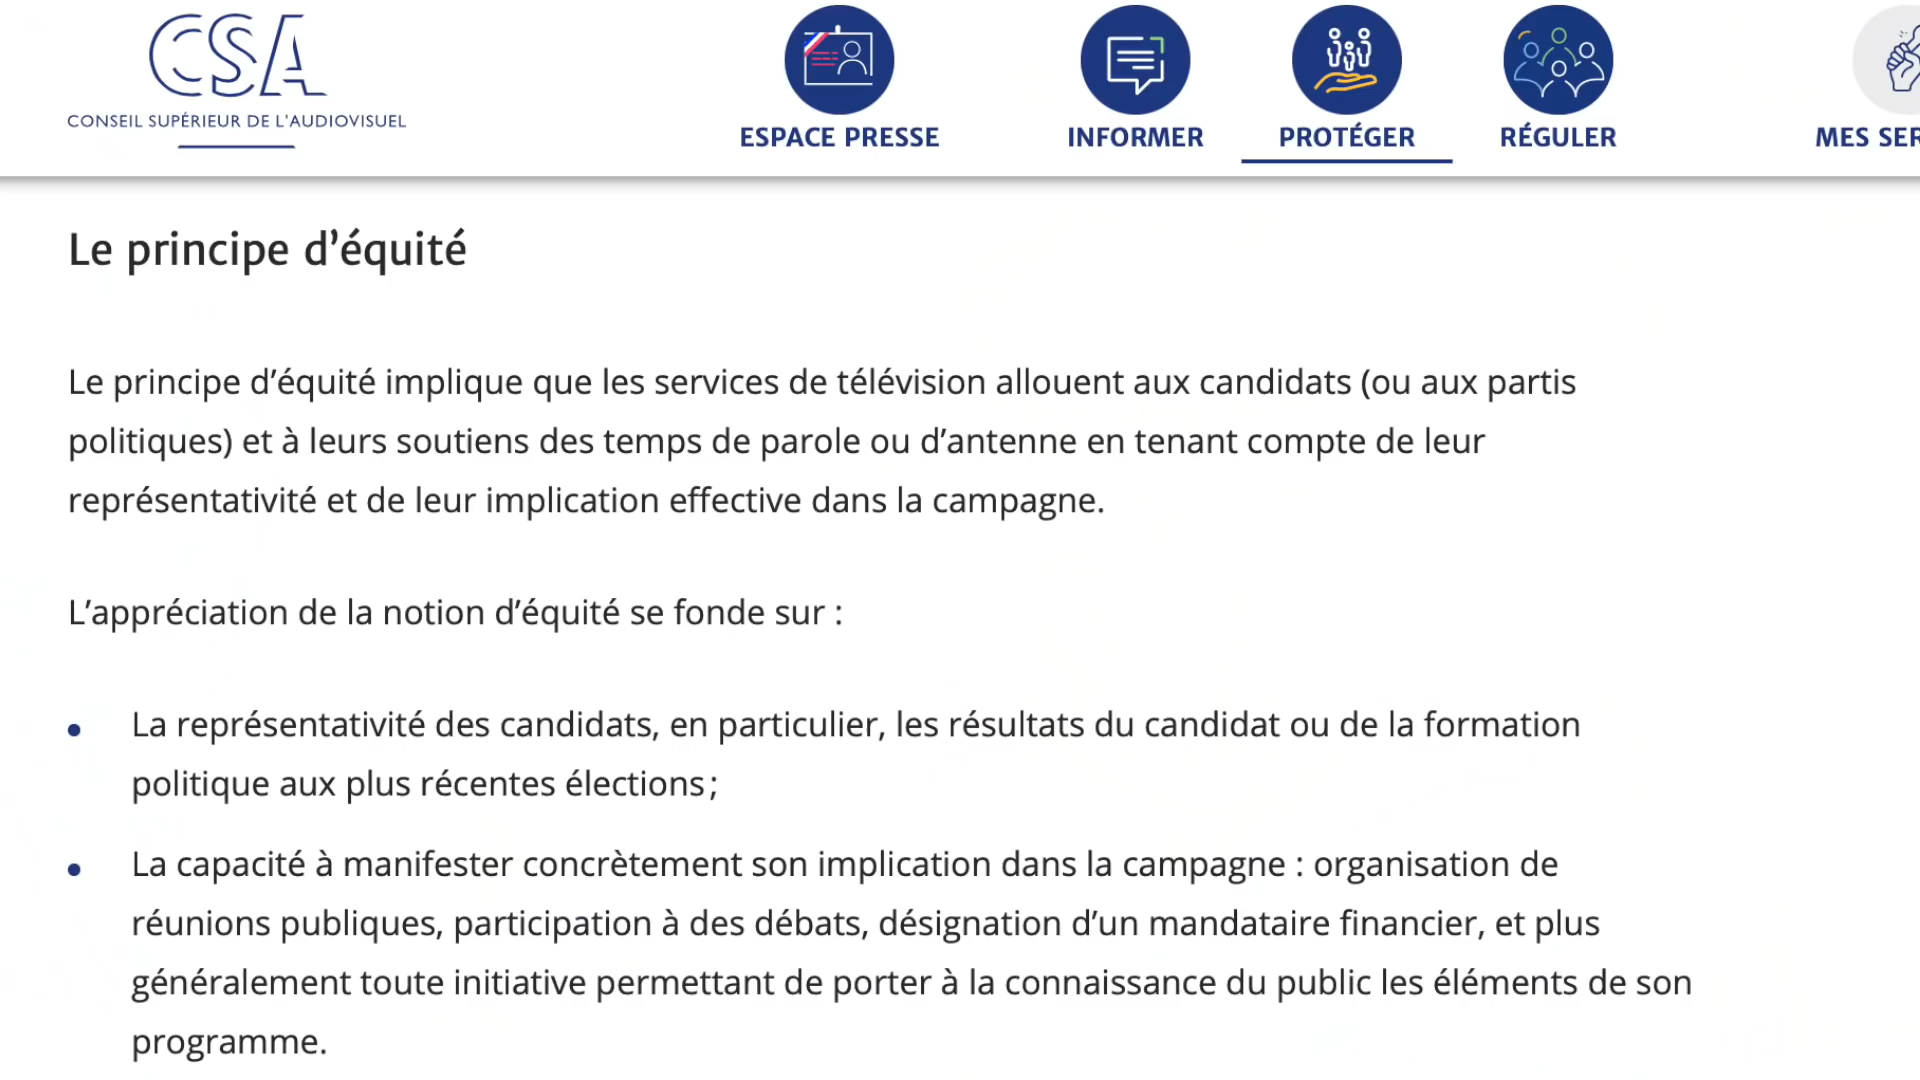 CSA
CONSEIL SUPÉRIEUR DE L'AUDIOVISUEL
ESPACE PRESSE
INFORMER
PROTÉGER
RÉGULER
MES SER
Le principe d’équité
Le principe d’équité implique que les services de télévision allouent aux candidats (ou aux partis
politiques) et à leurs soutiens des temps de parole ou d’antenne en tenant compte de leur
représentativité et de leur implication effective dans la campagne.
L’appréciation de la notion d’équité se fonde sur :
• La représentativité des candidats, en particulier, les résultats du candidat ou de la formation
politique aux plus récentes élections ;
• La capacité à manifester concrètement son implication dans la campagne : organisation de
réunions publiques, participation à des débats, désignation d’un mandataire financier, et plus
généralement toute initiative permettant de porter à la connaissance du public les éléments de son
programme.